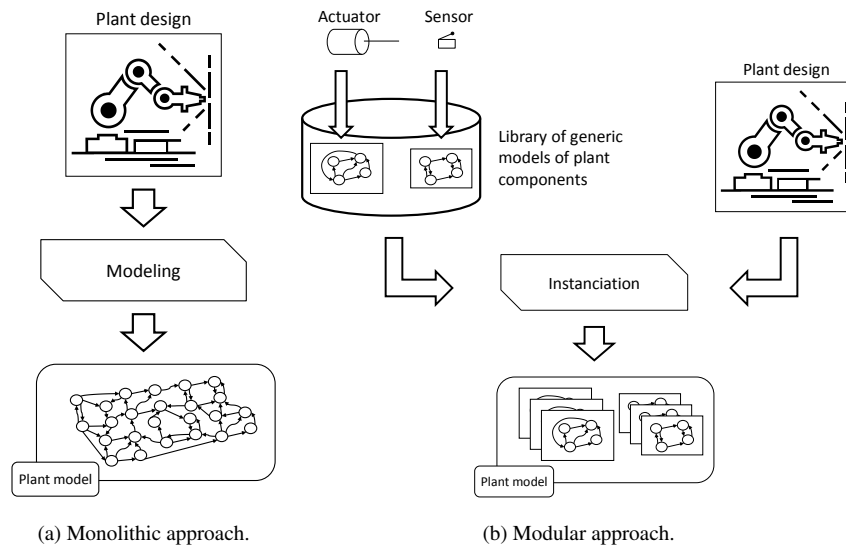 Plant design
Modeling
Plant model
(a) Monolithic approach.
Actuator
Sensor
Library of generic
models of plant
components
Plant design
Instanciation
Plant model
(b) Modular approach.